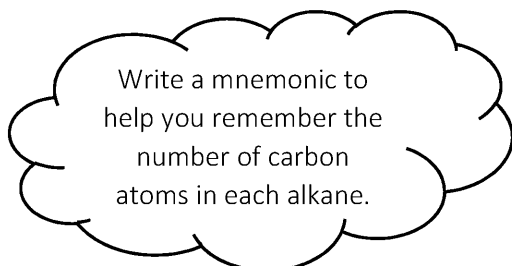 Write a mnemonic to
help you remember the
number of carbon
atoms in each alkane.